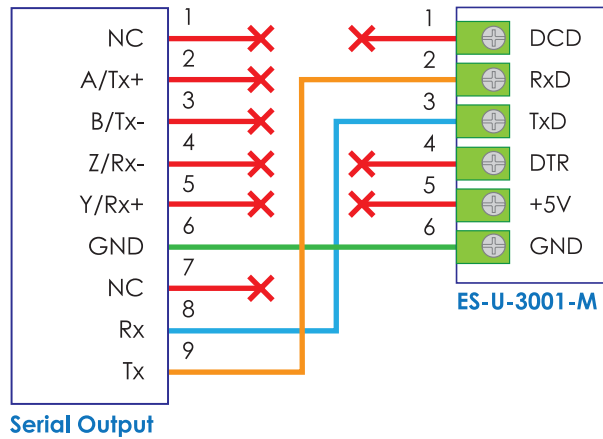 1
NC
2
A/Tx+
3
B/Tx-
4
Z/Rx-
5
Y/Rx+
6
GND
7
NC
8
Rx
9
Tx
Serial Output
1
DCD
2
RxD
3
TxD
4
DTR
5
+5V
6
GND
ES-U-3001-M